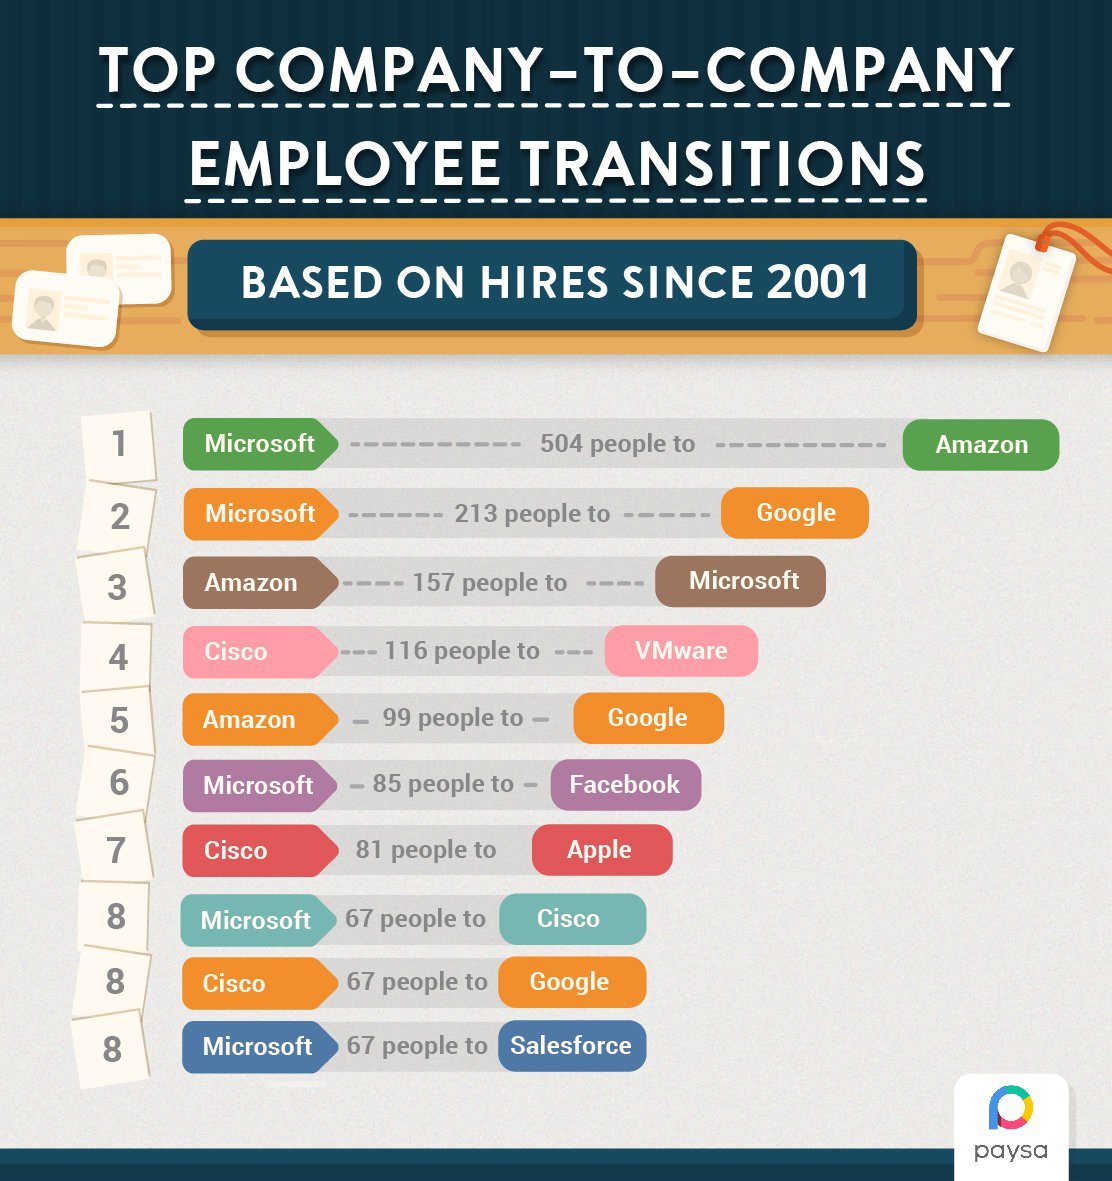 TOP COMPANY–TO–COMPANY
EMPLOYEE TRANSITIONS
BASED ON HIRES SINCE 2001
1 Microsoft 504 people to Amazon
2 Microsoft 213 people to Google
3 Amazon 157 people to Microsoft
4 Cisco 116 people to VMware
5 Amazon 99 people to Google
6 Microsoft 85 people to Facebook
7 Cisco 81 people to Apple
8 Microsoft 67 people to Cisco
8 Cisco 67 people to Google
8 Microsoft 67 people to Salesforce
paysa